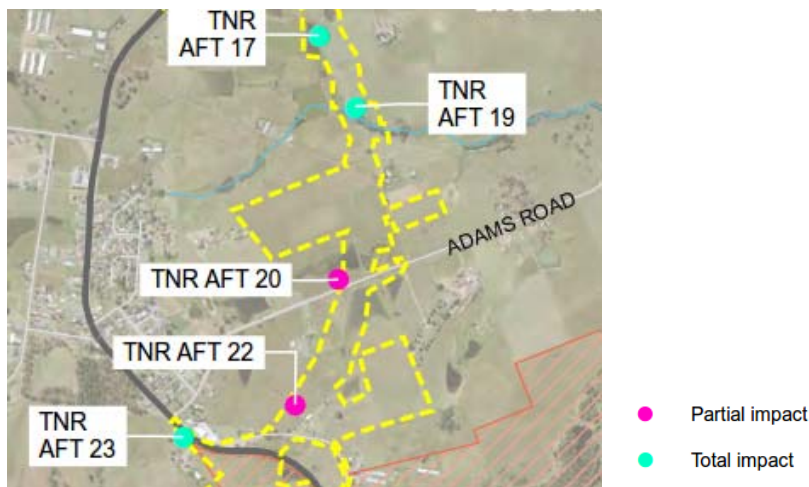 TNR
AFT 17
TNR
AFT 19
ADAMS ROAD
TNR AFT 20
TNR AFT 22
TNR
AFT 23
Partial impact
Total impact